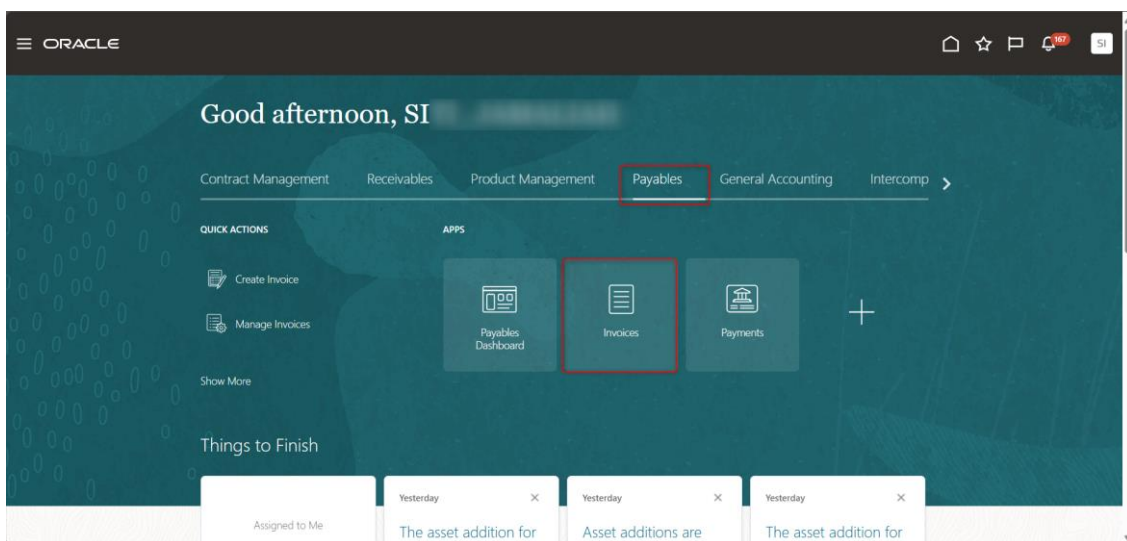 ORACLE
167
SI
Good afternoon, SI
Contract Management Receivables Product Management Payables General Accounting Intercomp
QUICK ACTIONS
APPS
Create Invoice
Manage Invoices
Show More
Payables
Dashboard
Invoices
Payments
Things to Finish
Assigned to Me
Yesterday
The asset addition for
Yesterday
Asset additions are
Yesterday
The asset addition for